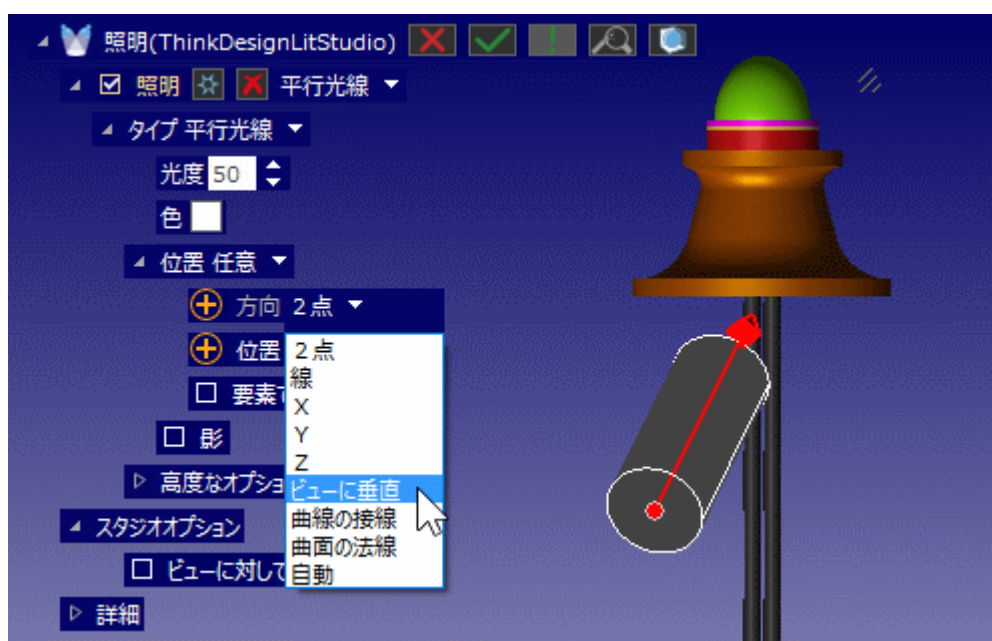 照明(ThinkDesignLitStudio)
照明 平行光線
タイプ 平行光線
光度 50
色
位置 任意
方向 2点
位置
2点
線
要素
X
Y
影
Z
高度なオプショ
ビューに垂直
曲線の接線
スタジオオプション
曲面の法線
ビューに対して
自動
詳細